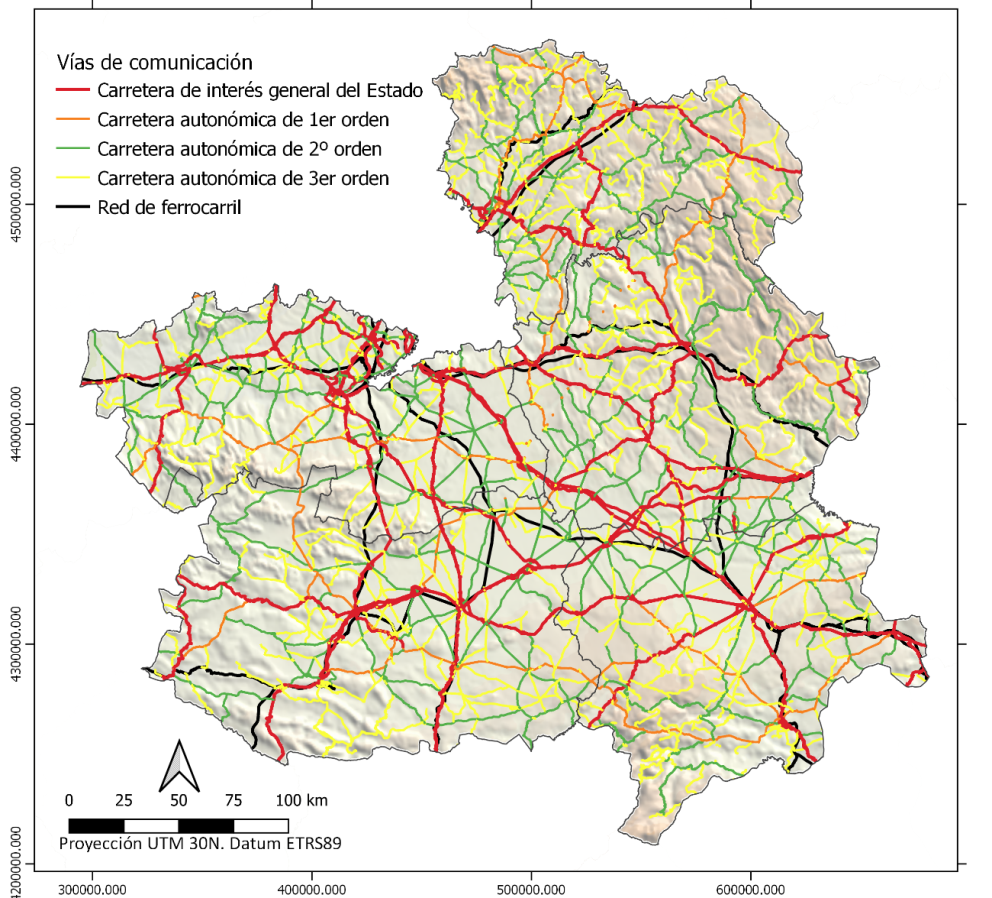 Vías de comunicación
Carretera de interés general del Estado
Carretera autonómica de 1er orden
Carretera autonómica de 2º orden
Carretera autonómica de 3er orden
Red de ferrocarril
4500000.000
4400000.000
4300000.000
4200000.000
0 25 50 75 100 km
Proyección UTM 30N. Datum ETRS89
300000.000 400000.000 500000.000 600000.000